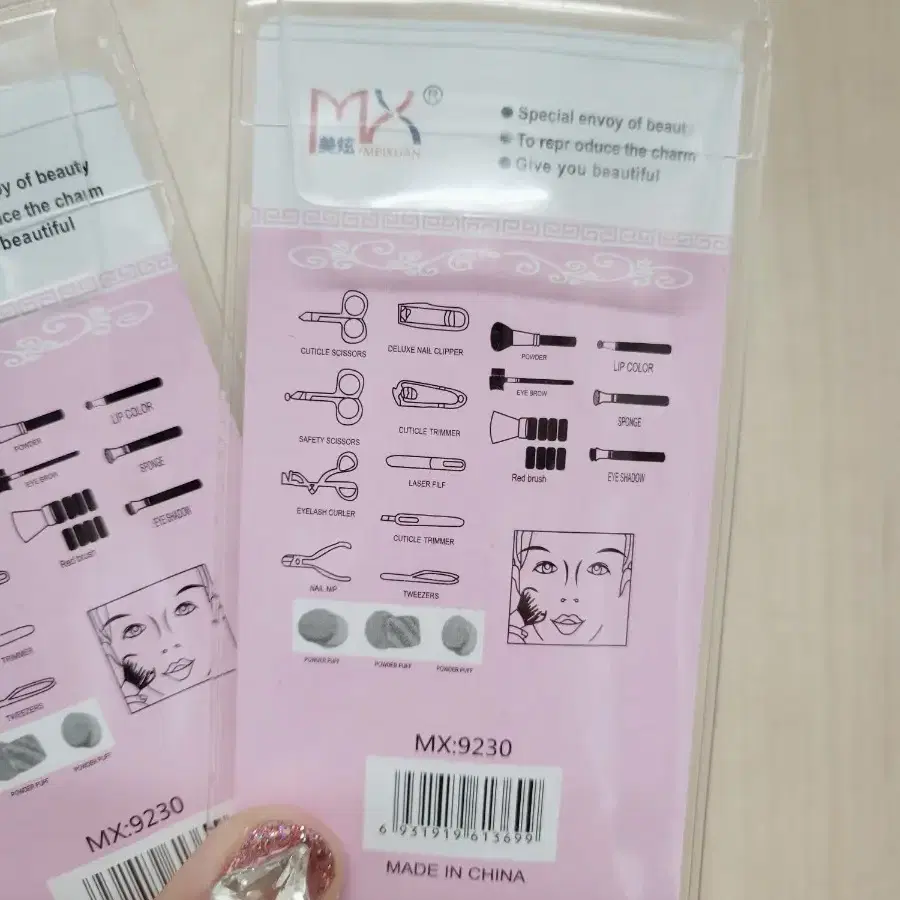 MX®
美炫 MEIXUAN
Special envoy of beauty
To repr oduce the charm
Give you beautiful
CUTICLE SCISSORS
DELUXE NAIL CLIPPER
POWDER
LIP COLOR
SAFETY SCISSORS
CUTICLE TRIMMER
EYE BROW
SPONGE
EYELASH CURLER
LASER FILF
Red brush
EYE SHADOW
NAIL NIP
CUTICLE TRIMMER
TWEEZERS
POWDER PUFF
POWDER PUFF
POWDER PUFF
MX:9230
6 931919 613699
MADE IN CHINA
y of beauty
ce the charm
beautiful
POWDER
LIP COLOR
EYE BROW
SPONGE
Red brush
EYE SHADOW
TRIMMER
TWEEZERS
POWDER PUFF
POWDER PUFF
MX:9230